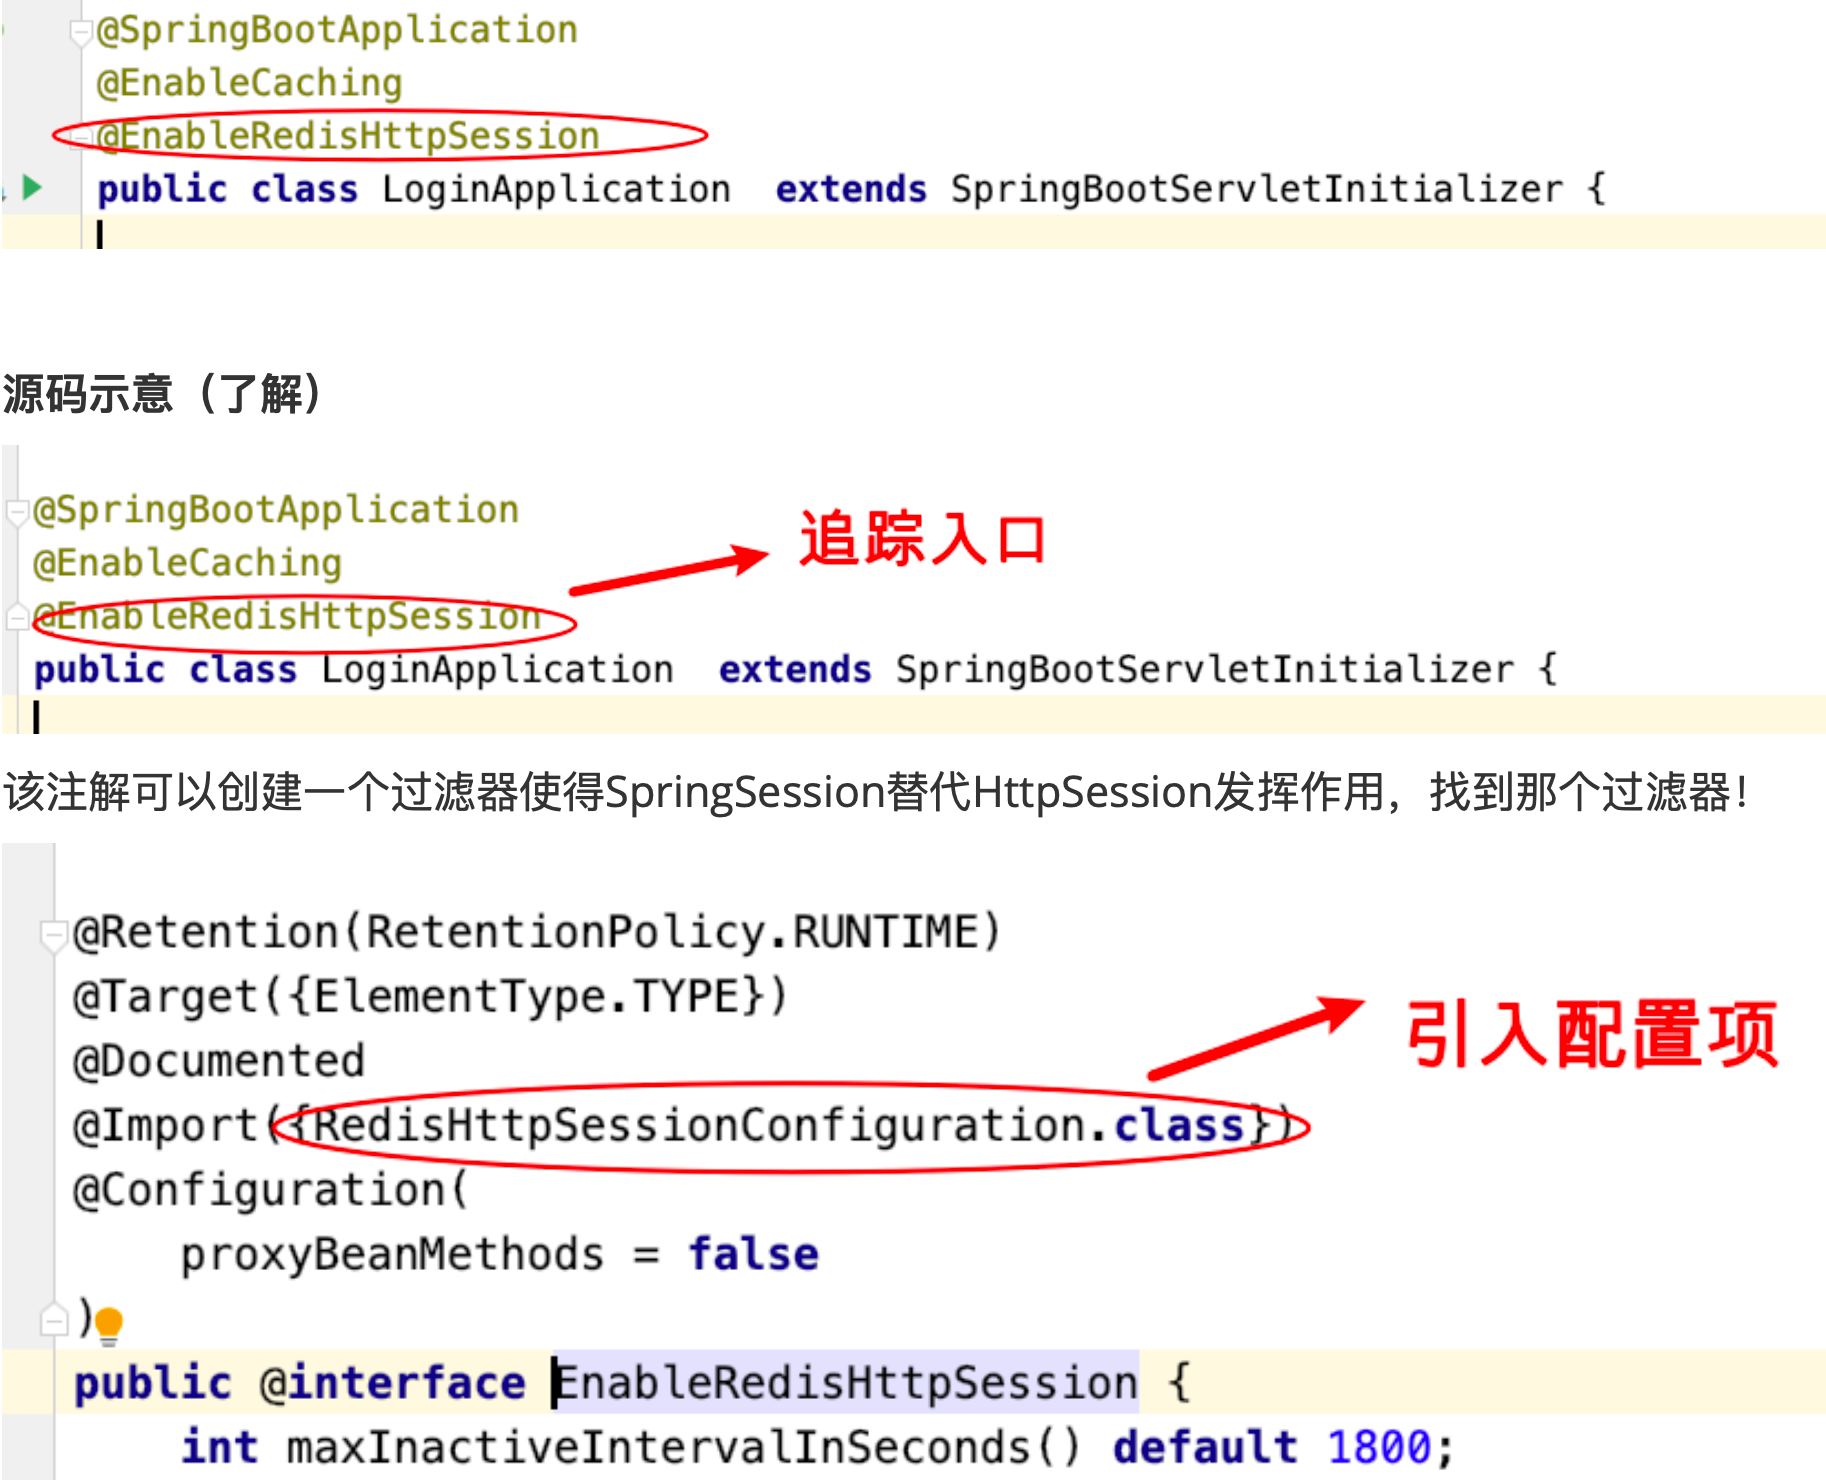 @SpringBootApplication
@EnableCaching
@EnableRedisHttpSession
public class LoginApplication  extends SpringBootServletInitializer {
源码示意（了解）
@SpringBootApplication
追踪入口
@EnableCaching
@EnableRedisHttpSession
public class LoginApplication  extends SpringBootServletInitializer {
该注解可以创建一个过滤器使得SpringSession替代HttpSession发挥作用，找到那个过滤器！
@Retention(RetentionPolicy.RUNTIME)
@Target({ElementType.TYPE})
引入配置项
@Documented
@Import({RedisHttpSessionConfiguration.class})
@Configuration(
    proxyBeanMethods = false
)
public @interface EnableRedisHttpSession {
    int maxInactiveIntervalInSeconds() default 1800;